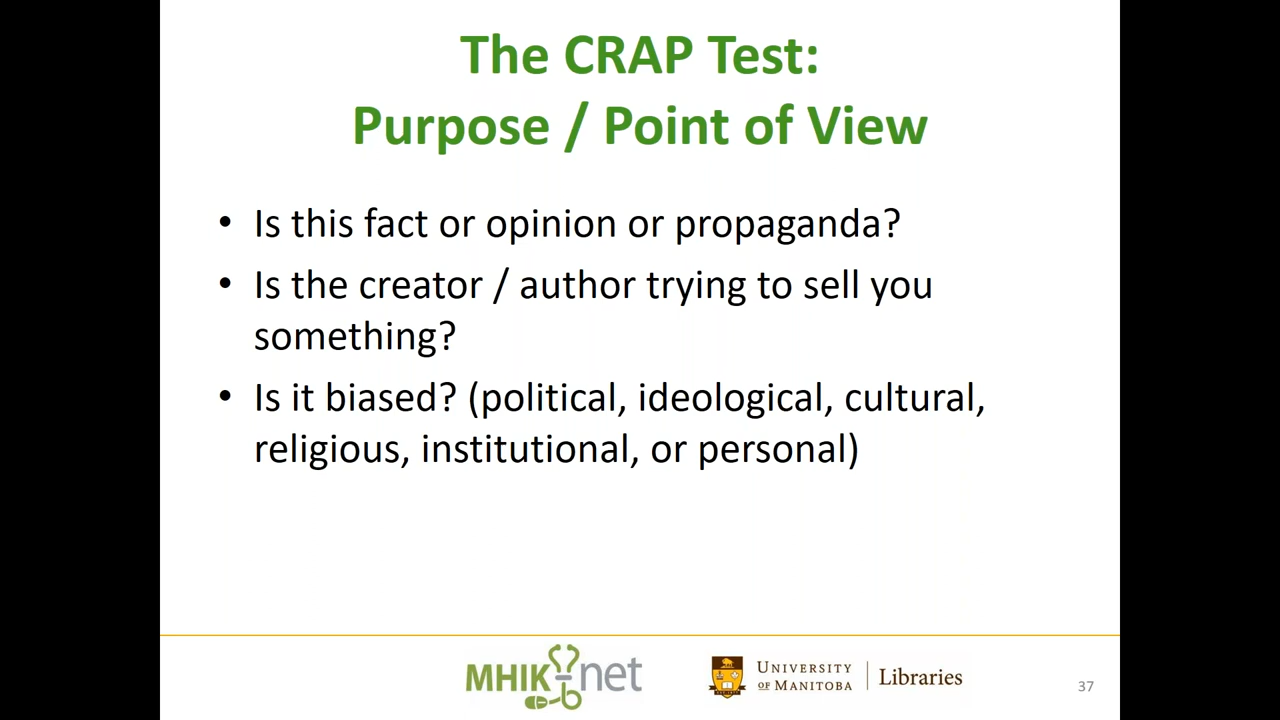 The CRAP Test:
Purpose / Point of View
• Is this fact or opinion or propaganda?
• Is the creator / author trying to sell you
something?
• Is it biased? (political, ideological, cultural,
religious, institutional, or personal)
MHIKnet
UNIVERSITY
OF MANITOBA
Libraries
37